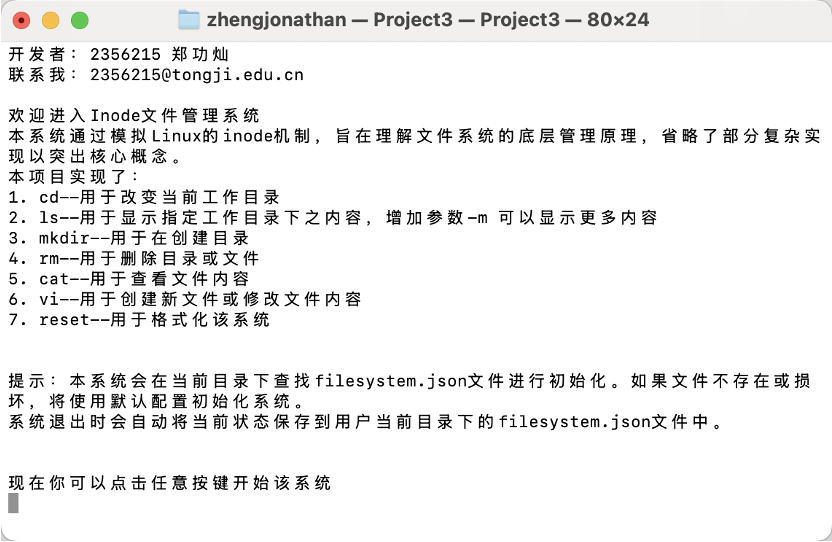 zhengjonathan — Project3 — Project3 — 80×24
开发者：2356215 郑功灿
联系我：2356215@tongji.edu.cn
欢迎进入Inode文件管理系统
本系统通过模拟Linux的inode机制，旨在理解文件系统的底层管理原理，省略了部分复杂实
现以突出核心概念。
本项目实现了：
1. cd--用于改变当前工作目录
2. ls--用于显示指定工作目录下之内容，增加参数-m 可以显示更多内容
3. mkdir--用于在创建目录
4. rm--用于删除目录或文件
5. cat--用于查看文件内容
6. vi--用于创建新文件或修改文件内容
7. reset--用于格式化该系统
提示：本系统会在当前目录下查找filesystem.json文件进行初始化。如果文件不存在或损
坏，将使用默认配置初始化系统。
系统退出时会自动将当前状态保存到用户当前目录下的filesystem.json文件中。
现在你可以点击任意按键开始该系统